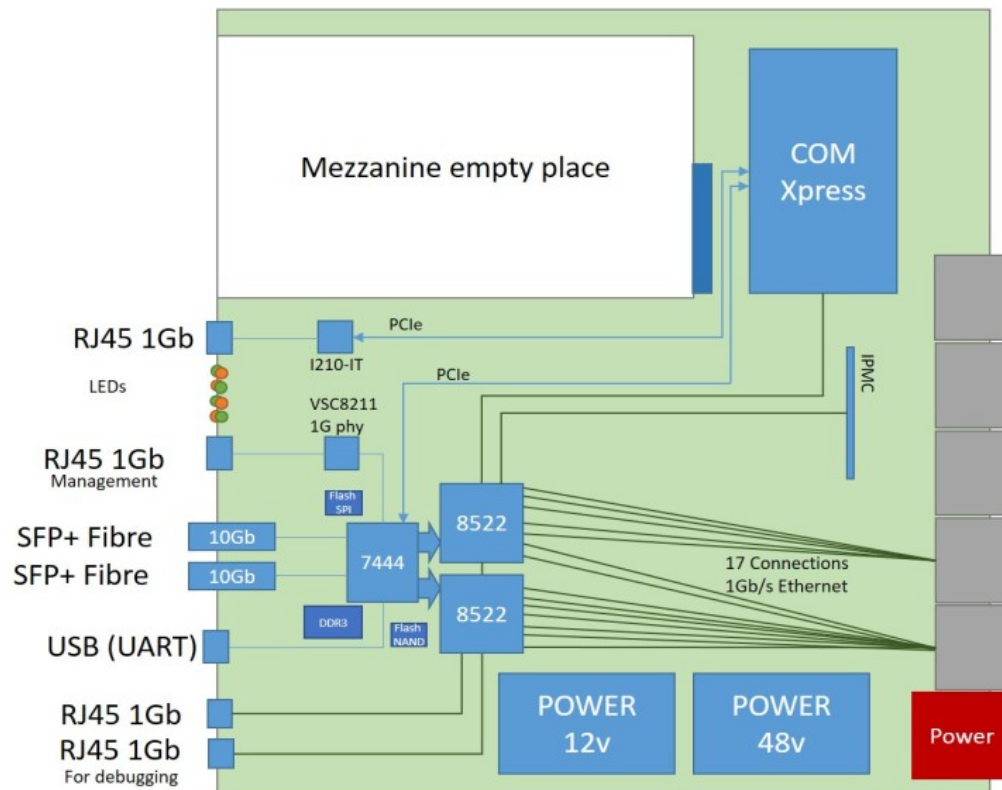 Mezzanine empty place
COM
Xpress
RJ45 1Gb
PCIe
I210-IT
LEDs
PCIe
IPMC
VSC8211
1G phy
RJ45 1Gb
Management
Flash
SPI
SFP+ Fibre
10Gb
7444
8522
SFP+ Fibre
10Gb
17 Connections
1Gb/s Ethernet
8522
DDR3
Flash
NAND
USB (UART)
RJ45 1Gb
RJ45 1Gb
For debugging
POWER
12v
POWER
48v
Power